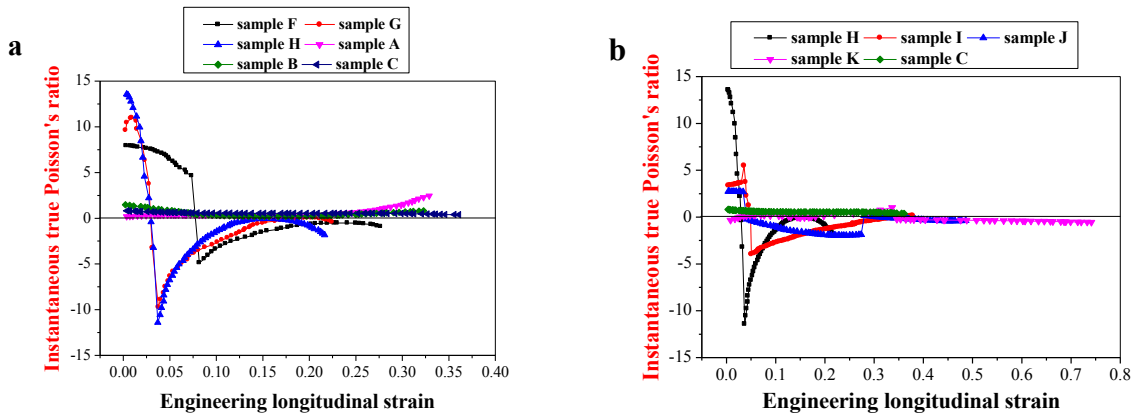 a
sample F sample G
sample H sample A
sample B sample C
Instantaneous true Poisson's ratio
15
10
5
0
-5
-10
-15
0.00 0.05 0.10 0.15 0.20 0.25 0.30 0.35 0.40
Engineering longitudinal strain
b
sample H sample I sample J
sample K sample C
Instantaneous true Poisson's ratio
15
10
5
0
-5
-10
-15
0.0 0.1 0.2 0.3 0.4 0.5 0.6 0.7 0.8
Engineering longitudinal strain